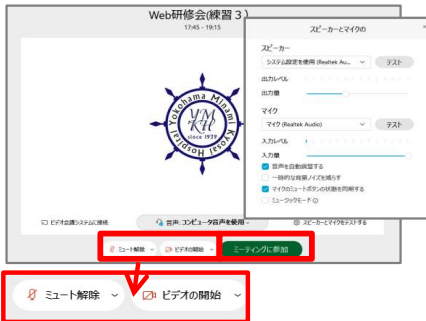 Web研修会(練習3)
17:45 - 19:15
Yokohama Minami Kyosai Hospital
YM
KH
since 1939
ビデオ会議システムに接続
音声: コンピュータ音声を使用
スピーカーとマイクをテストする
ミュート解除
ビデオの開始
ミーティングに参加
スピーカーとマイクの
スピーカー
システム設定を使用 (Realtek Au...
テスト
出力レベル
出力量
マイク
マイク (Realtek Audio)
テスト
入力レベル
入力量
音声を自動調整する
一時的な背景ノイズを減らす
マイクのミュートボタンの状態を同期する
ミュージックモード
ミュート解除
ビデオの開始